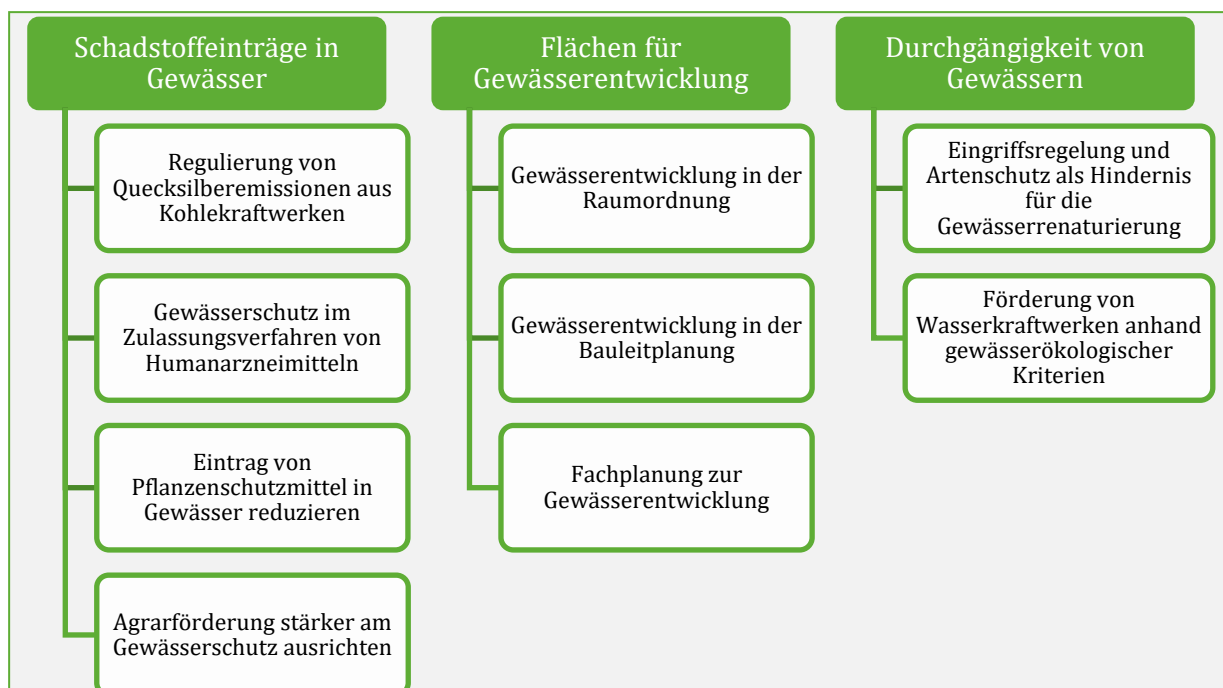 Schadstoffeinträge in
Gewässer
Regulierung von
Quecksilberemissionen aus
Kohlekraftwerken
Gewässerschutz im
Zulassungsverfahren von
Humanarzneimitteln
Eintrag von
Pflanzenschutzmittel in
Gewässer reduzieren
Agrarförderung stärker am
Gewässerschutz ausrichten
Flächen für
Gewässerentwicklung
Gewässerentwicklung in der
Raumordnung
Gewässerentwicklung in der
Bauleitplanung
Fachplanung zur
Gewässerentwicklung
Durchgängigkeit von
Gewässern
Eingriffsregelung und
Artenschutz als Hindernis
für die
Gewässerrenaturierung
Förderung von
Wasserkraftwerken anhand
gewässerökologischer
Kriterien